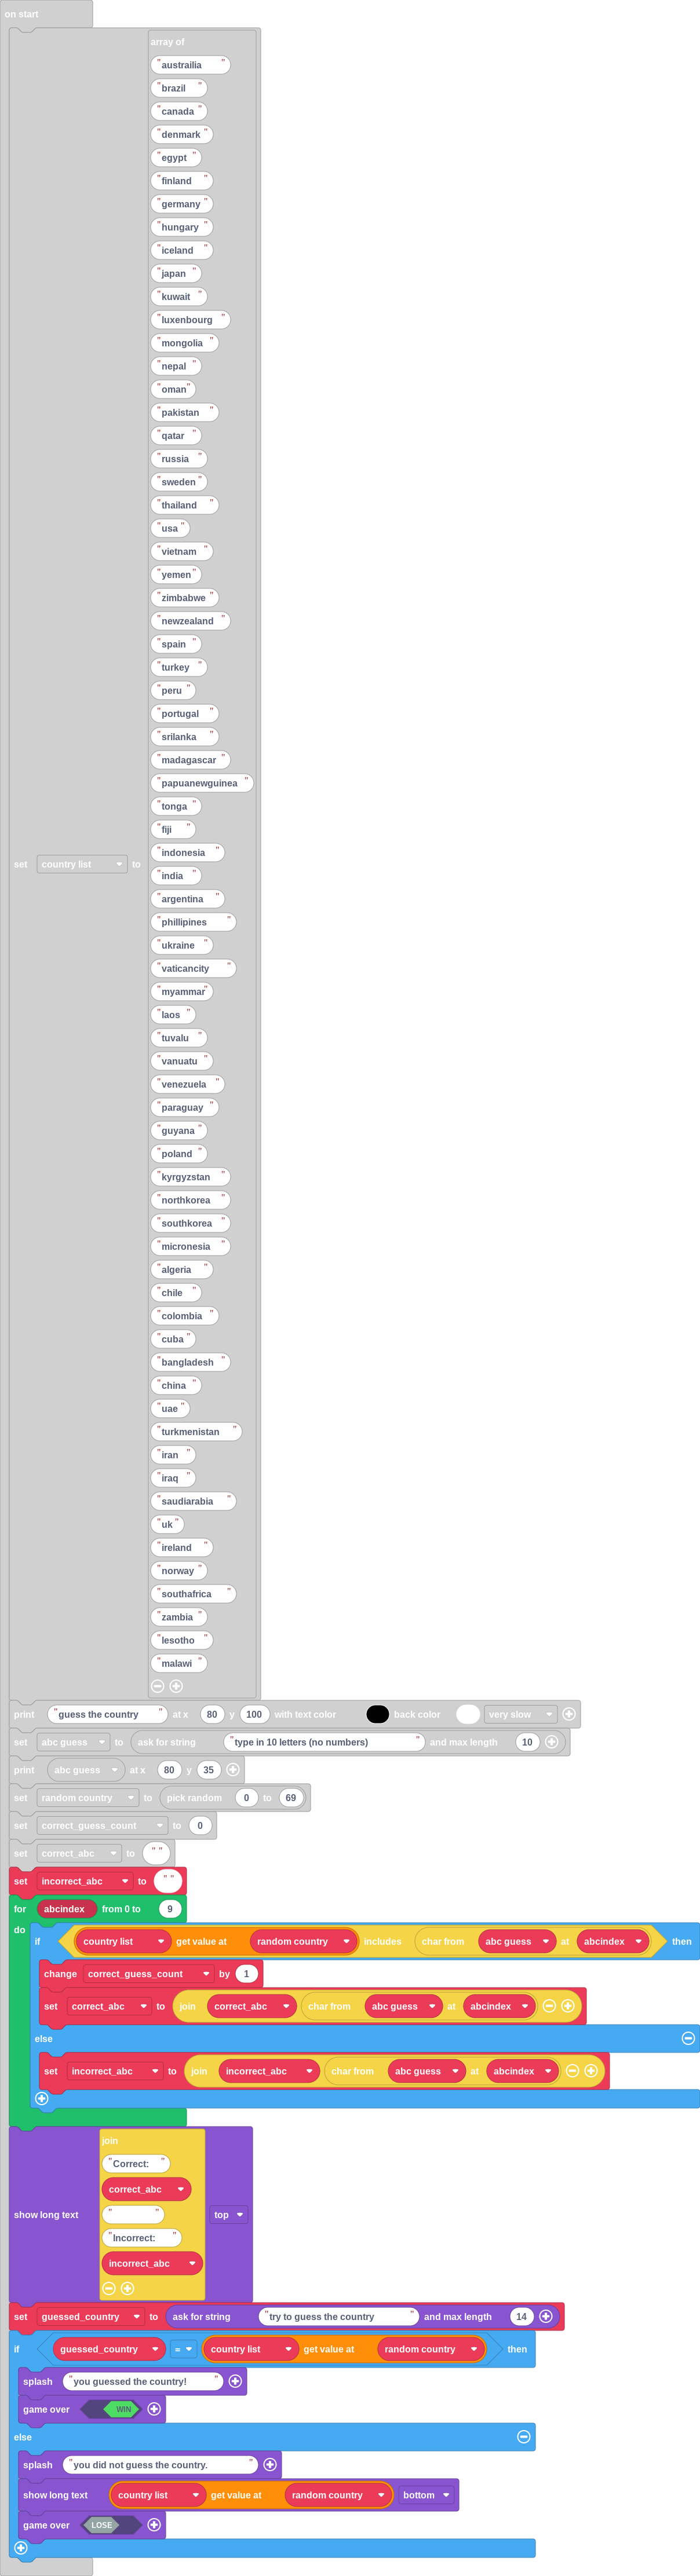 on start
array of
"austrailia"
"brazil"
"canada"
"denmark"
"egypt"
"finland"
"germany"
"hungary"
"iceland"
"japan"
"kuwait"
"luxenbourg"
"mongolia"
"nepal"
"oman"
"pakistan"
"qatar"
"russia"
"sweden"
"thailand"
"usa"
"vietnam"
"yemen"
"zimbabwe"
"newzealand"
"spain"
"turkey"
"peru"
"portugal"
"srilanka"
"madagascar"
"papuanewguinea"
"tonga"
"fiji"
"indonesia"
set country list to
"india"
"argentina"
"phillipines"
"ukraine"
"vaticancity"
"myammar"
"laos"
"tuvalu"
"vanuatu"
"venezuela"
"paraguay"
"guyana"
"poland"
"kyrgyzstan"
"northkorea"
"southkorea"
"micronesia"
"algeria"
"chile"
"colombia"
"cuba"
"bangladesh"
"china"
"uae"
"turkmenistan"
"iran"
"iraq"
"saudiarabia"
"uk"
"ireland"
"norway"
"southafrica"
"zambia"
"lesotho"
"malawi"
print "guess the country" at x 80 y 100 with text color back color very slow
set abc guess to ask for string "type in 10 letters (no numbers)" and max length 10
print abc guess at x 80 y 35
set random country to pick random 0 to 69
set correct_guess_count to 0
set correct_abc to " "
set incorrect_abc to " "
for abcindex from 0 to 9
do
if country list get value at random country includes char from abc guess at abcindex then
change correct_guess_count by 1
set correct_abc to join correct_abc char from abc guess at abcindex
else
set incorrect_abc to join incorrect_abc char from abc guess at abcindex
join
"Correct: "
correct_abc
show long text " " top
"Incorrect: "
incorrect_abc
set guessed_country to ask for string "try to guess the country" and max length 14
if guessed_country = country list get value at random country then
splash "you guessed the country!"
game over WIN
else
splash "you did not guess the country."
show long text country list get value at random country bottom
game over LOSE